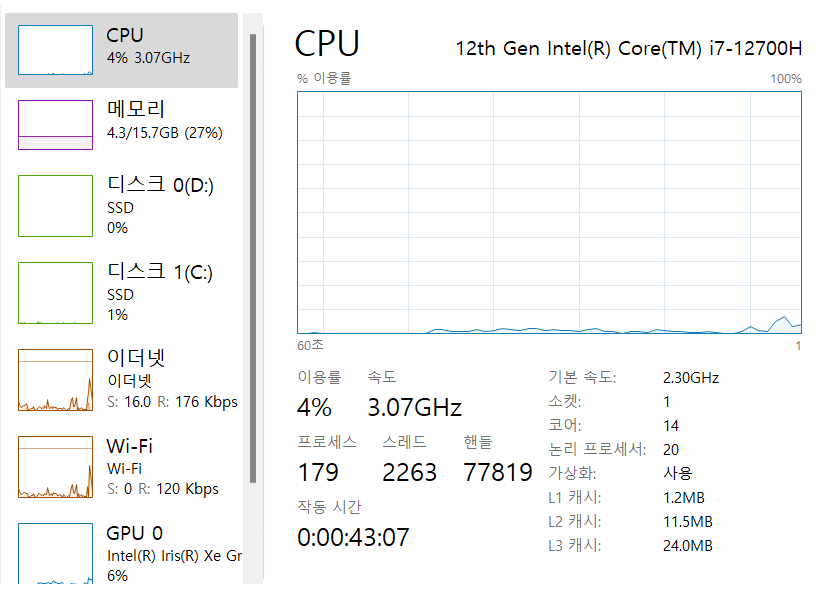 CPU
4% 3.07GHz
메모리
4.3/15.7GB (27%)
디스크 0(D:)
SSD
0%
디스크 1(C:)
SSD
1%
이더넷
이더넷
S: 16.0 R: 176 Kbps
Wi-Fi
Wi-Fi
S: 0 R: 120 Kbps
GPU 0
Intel(R) Iris(R) Xe Gr
6%
CPU
12th Gen Intel(R) Core(TM) i7-12700H
% 이용률
100%
60초
1
이용률 속도
4% 3.07GHz
프로세스 스레드 핸들
179 2263 77819
작동 시간
0:00:43:07
기본 속도: 2.30GHz
소켓: 1
코어: 14
논리 프로세서: 20
가상화: 사용
L1 캐시: 1.2MB
L2 캐시: 11.5MB
L3 캐시: 24.0MB